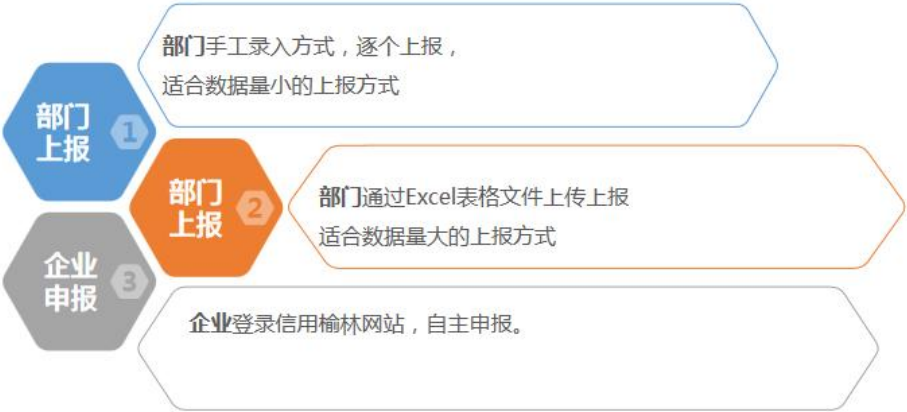 部门手工录入方式，逐个上报，
适合数据量小的上报方式
部门
上报
1
部门
上报
2
部门通过Excel表格文件上传上报
适合数据量大的上报方式
企业
申报
3
企业登录信用榆林网站，自主申报。